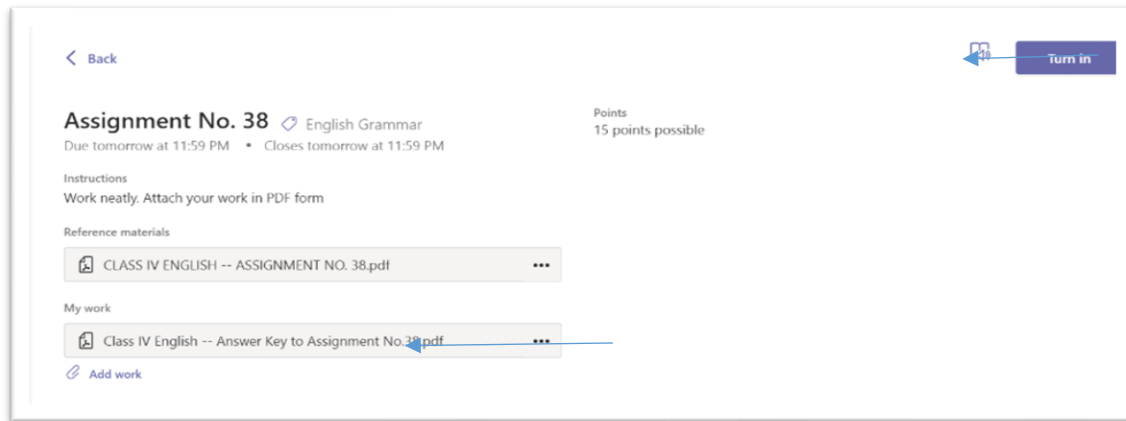 Back
Turn in
Assignment No. 38 English Grammar
Due tomorrow at 11:59 PM • Closes tomorrow at 11:59 PM
Points
15 points possible
Instructions
Work neatly. Attach your work in PDF form
Reference materials
CLASS IV ENGLISH -- ASSIGNMENT NO. 38.pdf
My work
Class IV English -- Answer Key to Assignment No.38.pdf
Add work